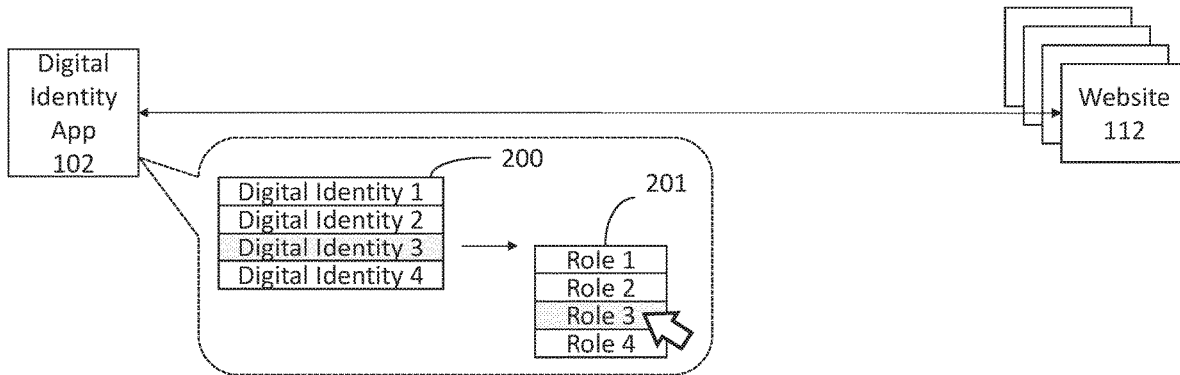 Digital
Identity
App
102
Website
112
200
Digital Identity 1
Digital Identity 2
Digital Identity 3
Digital Identity 4
201
Role 1
Role 2
Role 3
Role 4